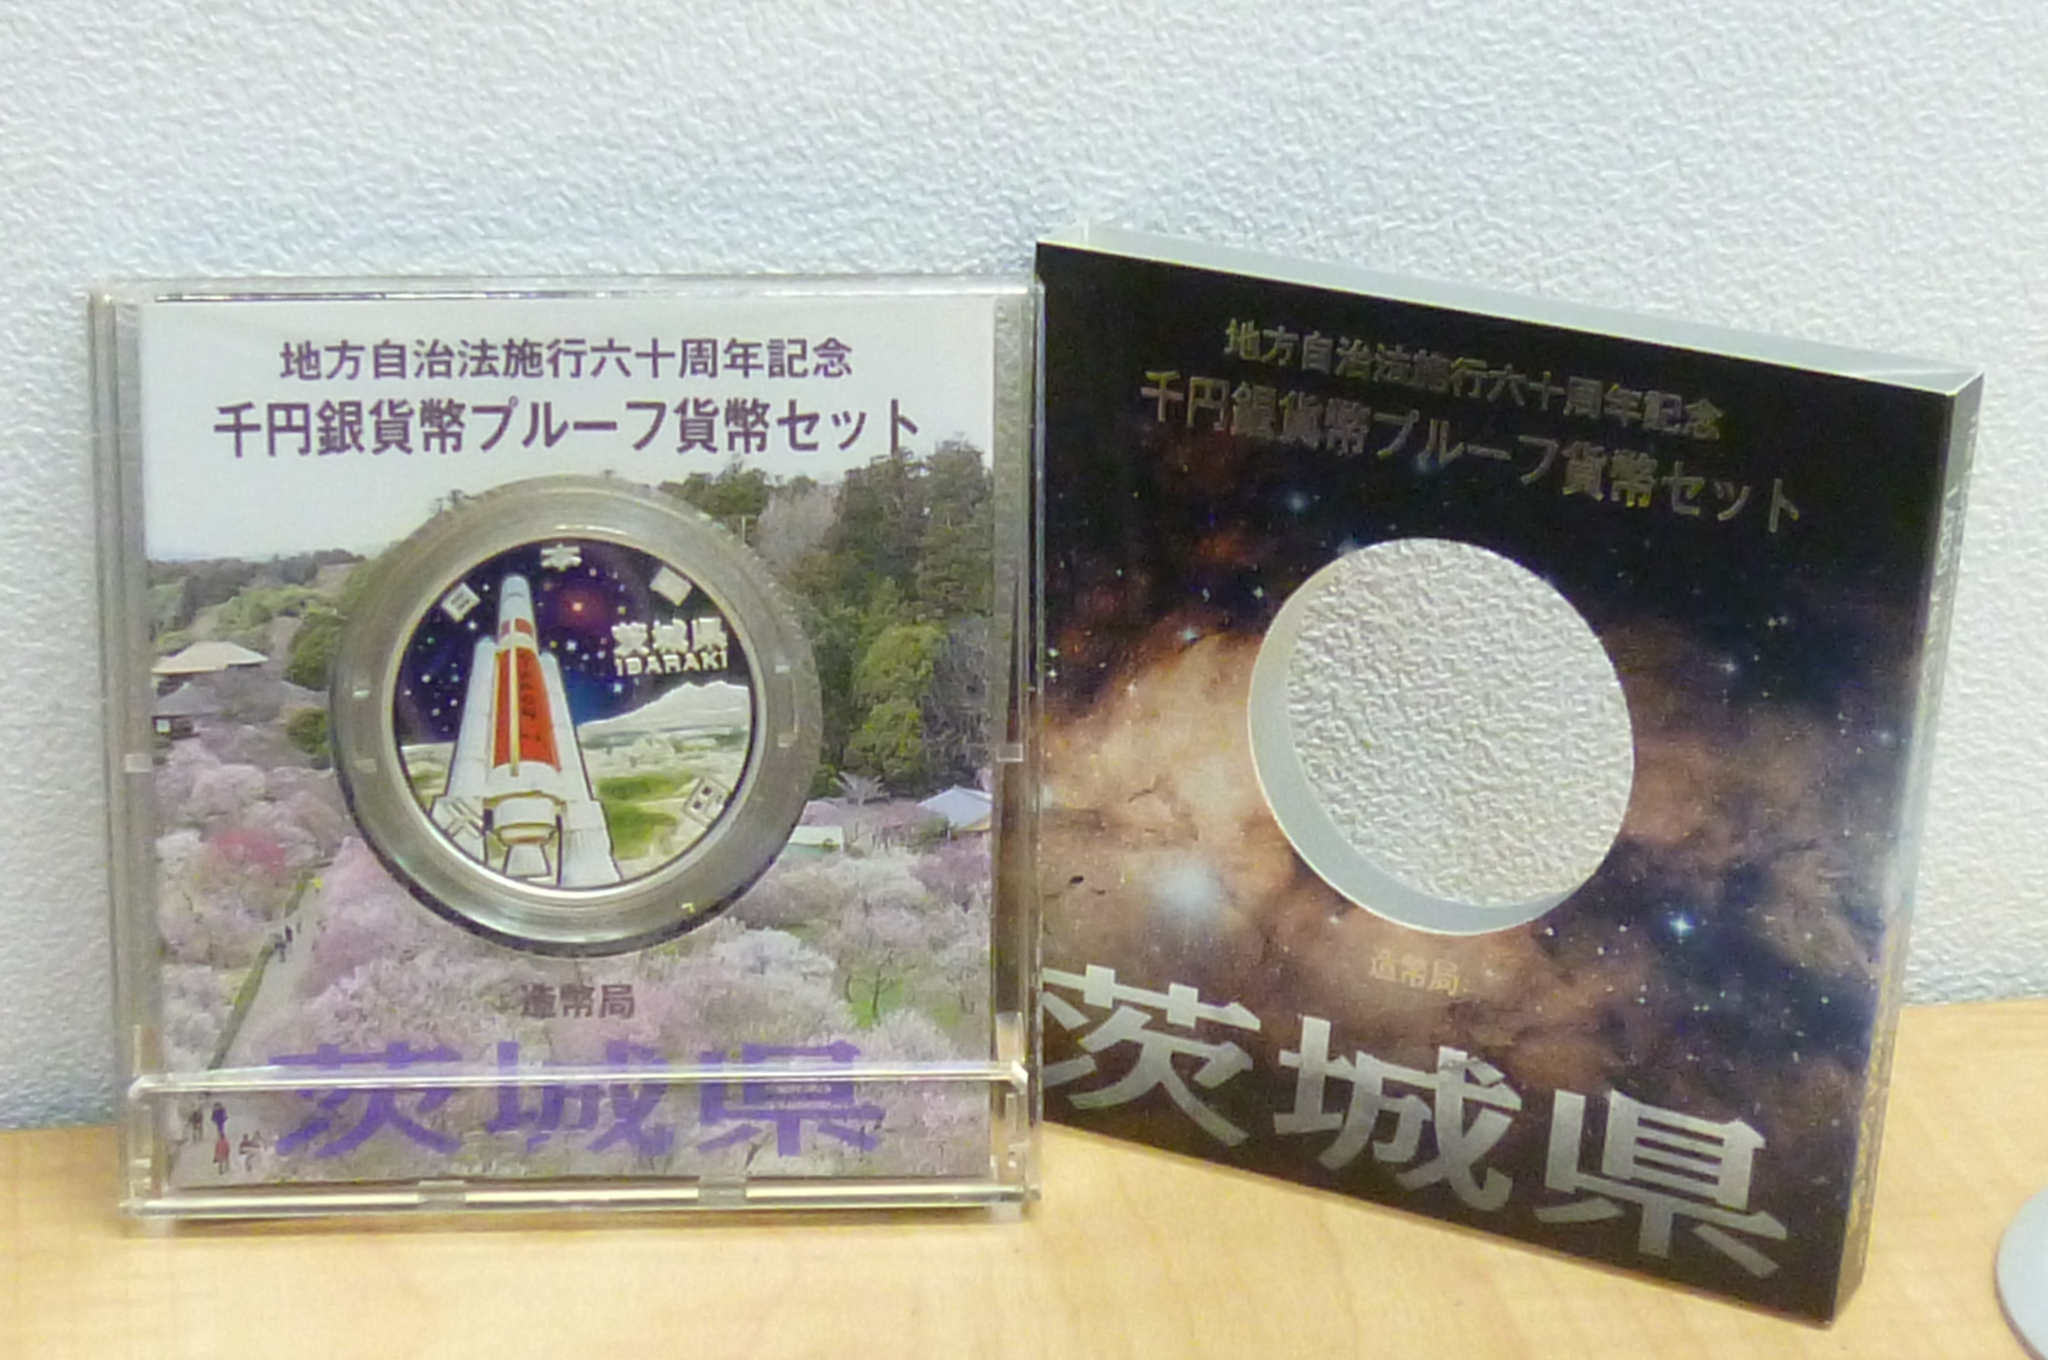 地方自治法施行六十周年記念
千円銀貨幣プルーフ貨幣セット
日本国
茨城県
IBARAKI
造幣局
茨城県
地方自治法施行六十周年記念
千円銀貨幣プルーフ貨幣セット
造幣局
茨城県